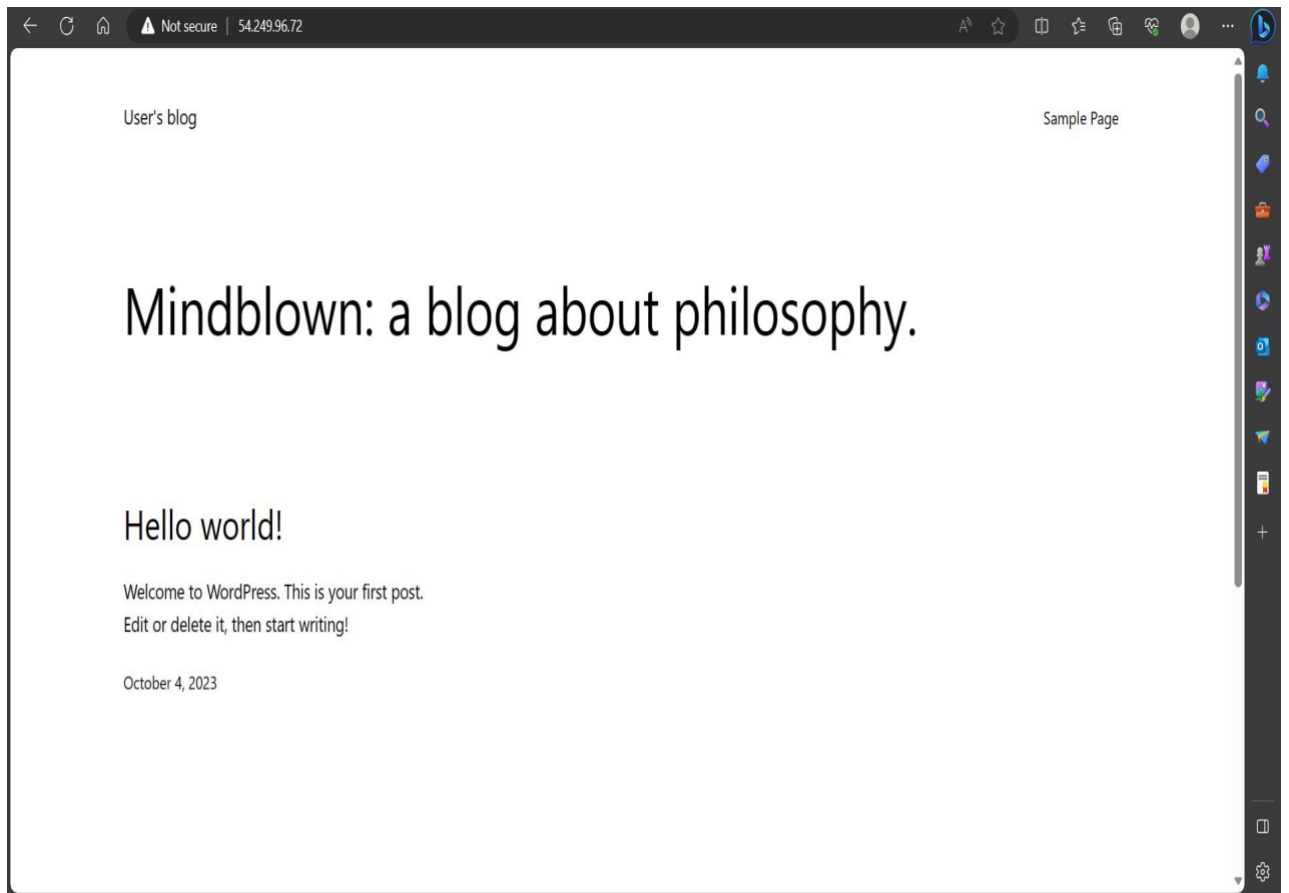 Not secure | 54.249.96.72
User's blog
Sample Page
Mindblown: a blog about philosophy.
Hello world!
Welcome to WordPress. This is your first post.
Edit or delete it, then start writing!
October 4, 2023